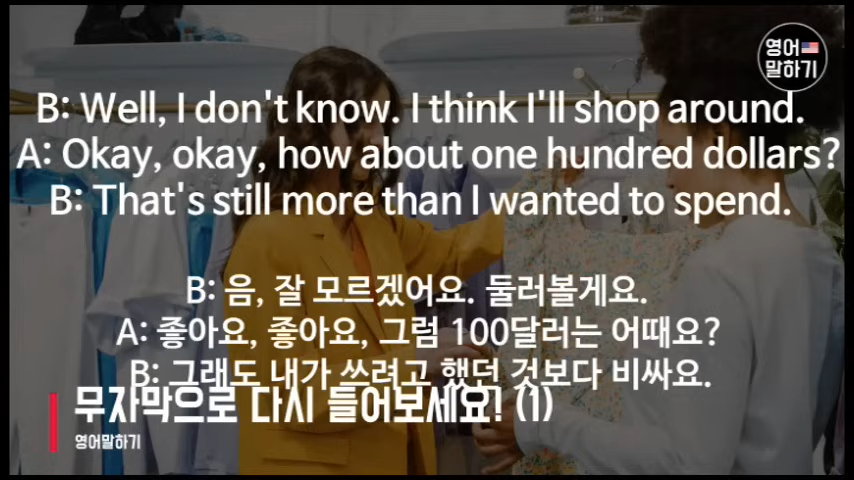 영어
말하기
B: Well, I don't know. I think I'll shop around.
A: Okay, okay, how about one hundred dollars?
B: That's still more than I wanted to spend.
B: 음, 잘 모르겠어요. 둘러볼게요.
A: 좋아요, 좋아요, 그럼 100달러는 어때요?
B: 그래도 내가 쓰려고 했던 것보다 비싸요.
무자막으로 다시 들어보세요! (1)
영어말하기